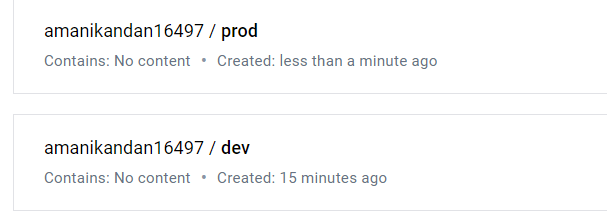 amanikandan16497 / prod
Contains: No content • Created: less than a minute ago
amanikandan16497 / dev
Contains: No content • Created: 15 minutes ago